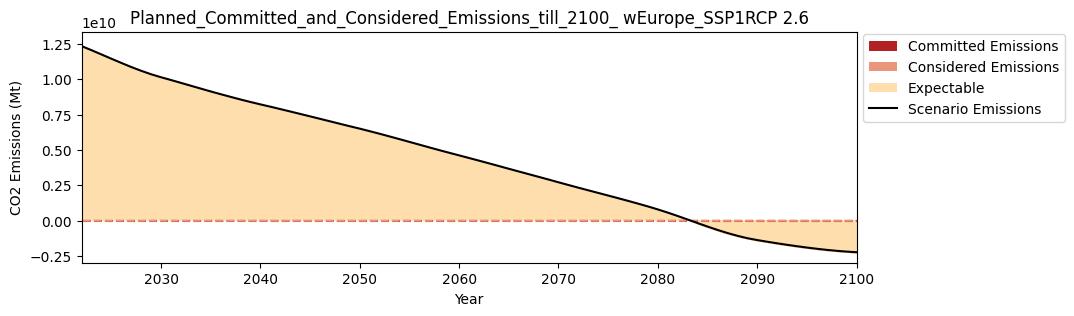 Planned_Committed_and_Considered_Emissions_till_2100_ wEurope_SSP1RCP 2.6
1e10
1.25
1.00
0.75
0.50
0.25
0.00
−0.25
CO2 Emissions (Mt)
2030
2040
2050
2060
2070
2080
2090
2100
Year
Committed Emissions
Considered Emissions
Expectable
Scenario Emissions